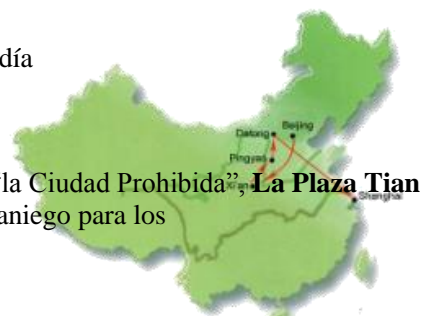 día
Datong
Beijing
Pingyao
Xian
“la Ciudad Prohibida”, La Plaza Tian
Shanghai
aniego para los